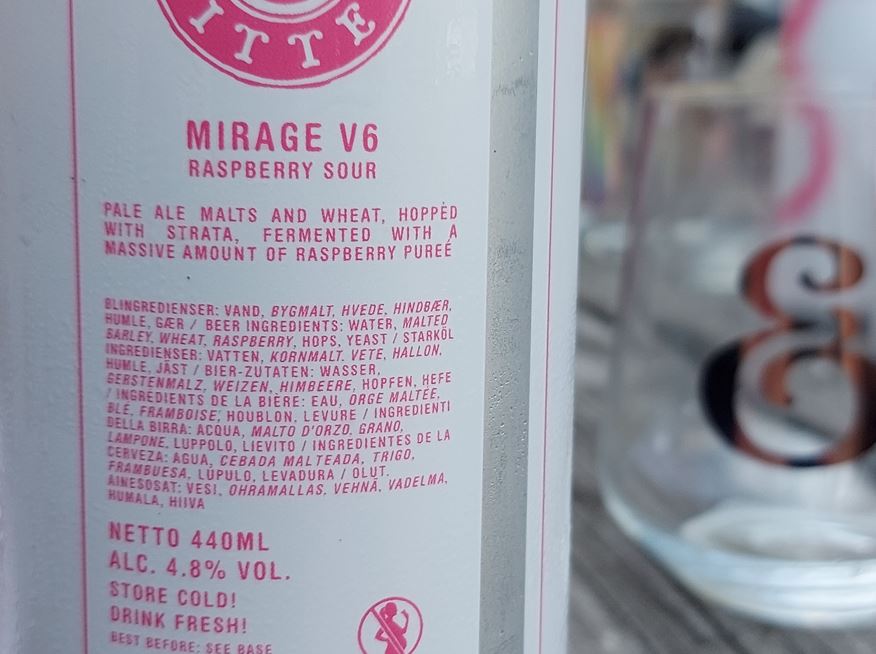 ITTE
MIRAGE V6
RASPBERRY SOUR
PALE ALE MALTS AND WHEAT, HOPPED
WITH STRATA, FERMENTED WITH A
MASSIVE AMOUNT OF RASPBERRY PUREÉ
ØLINGREDIENSER: VAND, BYGMALT, HVEDE, HINDBÆR,
HUMLE, GÆR / BEER INGREDIENTS: WATER, MALTED
BARLEY, WHEAT, RASPBERRY, HOPS, YEAST / STARKÖL
INGREDIENSER: VATTEN, KORNMALT, VETE, HALLON,
HUMLE, JÄST / BIER-ZUTATEN: WASSER,
GERSTENMALZ, WEIZEN, HIMBEERE, HOPFEN, HEFE
/ INGRÉDIENTS DE LA BIÈRE: EAU, ORGE MALTÉE,
BLÉ, FRAMBOISE, HOUBLON, LEVURE / INGREDIENTI
DELLA BIRRA: ACQUA, MALTO D'ORZO, GRANO,
LAMPONE, LUPPOLO, LIEVITO / INGREDIENTES DE LA
CERVEZA: AGUA, CEBADA MALTEADA, TRIGO,
FRAMBUESA, LÚPULO, LEVADURA / OLUT.
AINESOSAT: VESI, OHRAMALLAS, VEHNÄ, VADELMA,
HUMALA, HIIVA
NETTO 440ML
ALC. 4.8% VOL.
STORE COLD!
DRINK FRESH!
BEST BEFORE: SEE BASE